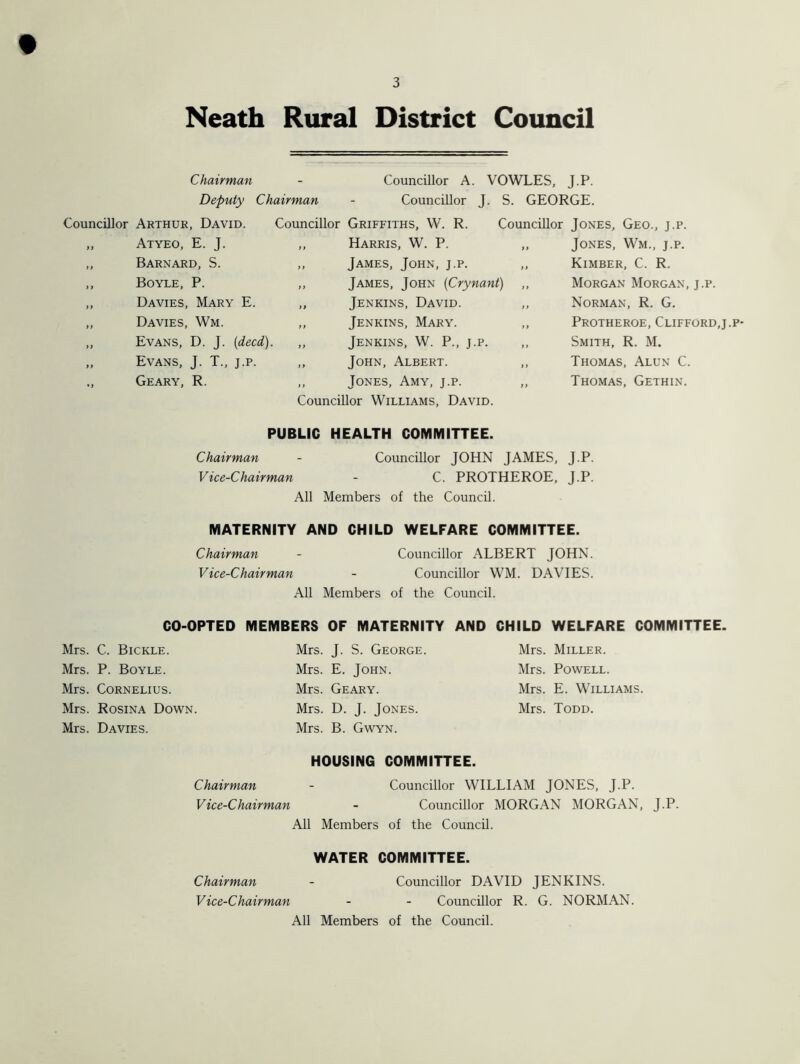 3
Neath Rural District Council
Chairman - Councillor A. VOWLES, J.P.
Deputy Chairman - Councillor J. S. GEORGE.
Councillor ARTHUR, DAVID. Councillor GRIFFITHS, W. R. Councillor JONES, GEO., J.P.
,, ATYEO, E. J. ,, HARRIS, W. P. ,, JONES, WM., J.P.
,, BARNARD, S. ,, JAMES, JOHN, J.P. ,, KIMBER, C. R.
,, BOYLE, P. ,, JAMES, JOHN (Crynant) ,, MORGAN MORGAN, J.P.
,, DAVIES, MARY E. ,, JENKINS, DAVID. ,, NORMAN, R. G.
,, DAVIES, WM. ,, JENKINS, MARY. ,, PROTHEROE, CLIFFORD, J.P.
,, EVANS, D. J. (decd). ,, JENKINS, W. P., J.P. ,, SMITH, R. M.
,, EVANS, J. T., J.P. ,, JOHN, ALBERT. ,, THOMAS, ALUN C.
., GEARY, R. ,, JONES, AMY, J.P. ,, THOMAS, GETHIN.
Councillor WILLIAMS, DAVID.
PUBLIC HEALTH COMMITTEE.
Chairman - Councillor JOHN JAMES, J.P.
Vice-Chairman - C. PROTHEROE, J.P.
All Members of the Council.
MATERNITY AND CHILD WELFARE COMMITTEE.
Chairman - Councillor ALBERT JOHN.
Vice-Chairman - Councillor WM. DAVIES.
All Members of the Council.
CO-OPTED MEMBERS OF MATERNITY AND CHILD WELFARE COMMITTEE.
Mrs. C. BICKLE. Mrs. J. S. GEORGE. Mrs. MILLER.
Mrs. P. BOYLE. Mrs. E. JOHN. Mrs. POWELL.
Mrs. CORNELIUS. Mrs. GEARY. Mrs. E. WILLIAMS.
Mrs. ROSINA DOWN. Mrs. D. J. JONES. Mrs. TODD.
Mrs. DAVIES. Mrs. B. GWYN.
HOUSING COMMITTEE.
Chairman - Councillor WILLIAM JONES, J.P.
Vice-Chairman - Councillor MORGAN MORGAN, J.P.
All Members of the Council.
WATER COMMITTEE.
Chairman - Councillor DAVID JENKINS.
Vice-Chairman - - Councillor R. G. NORMAN.
All Members of the Council.